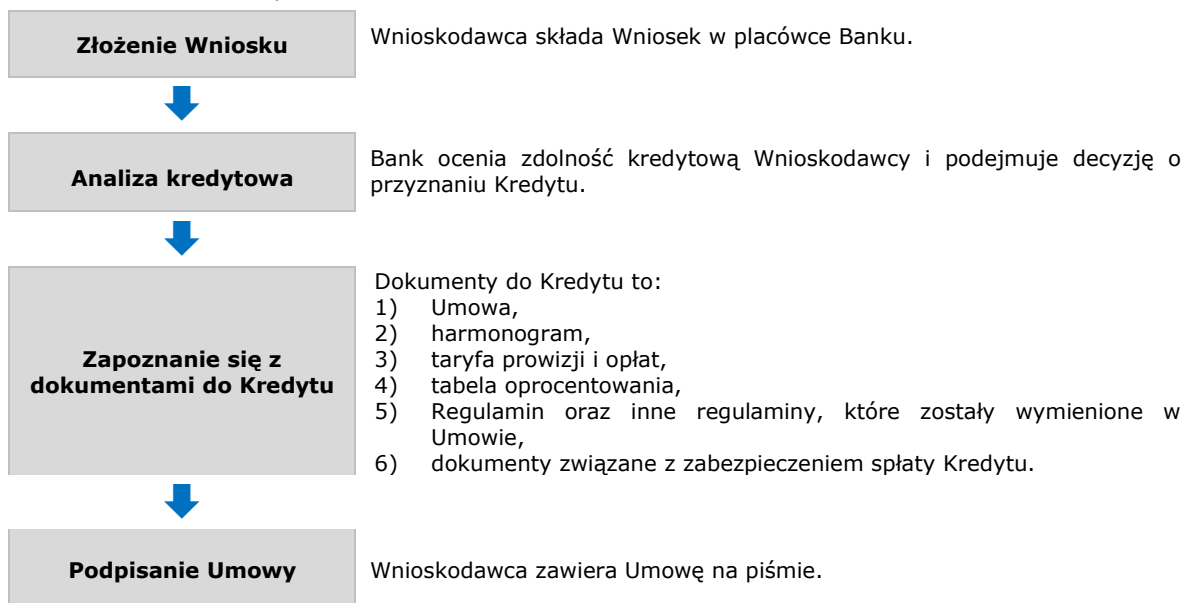 Złożenie Wniosku
Wnioskodawca składa Wniosek w placówce Banku.
Analiza kredytowa
Bank ocenia zdolność kredytową Wnioskodawcy i podejmuje decyzję o
przyznaniu Kredytu.
Zapoznanie się z
dokumentami do Kredytu
Dokumenty do Kredytu to:
1) Umowa,
2) harmonogram,
3) taryfa prowizji i opłat,
4) tabela oprocentowania,
5) Regulamin oraz inne regulaminy, które zostały wymienione w
Umowie,
6) dokumenty związane z zabezpieczeniem spłaty Kredytu.
Podpisanie Umowy
Wnioskodawca zawiera Umowę na piśmie.